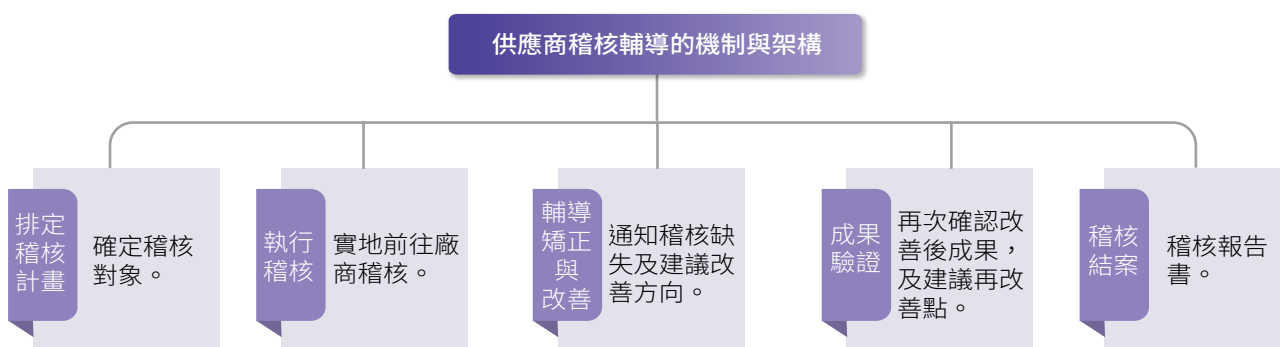 供應商稽核輔導的機制與架構
排定
稽核
計畫
確定稽核
對象。
執行
稽核
實地前往廠
商稽核。
輔導
矯正
與
改善
通知稽核缺
失及建議改
善方向。
成果
驗證
再次確認改
善後成果，
及建議再改
善點。
稽核
結案
稽核報告
書。